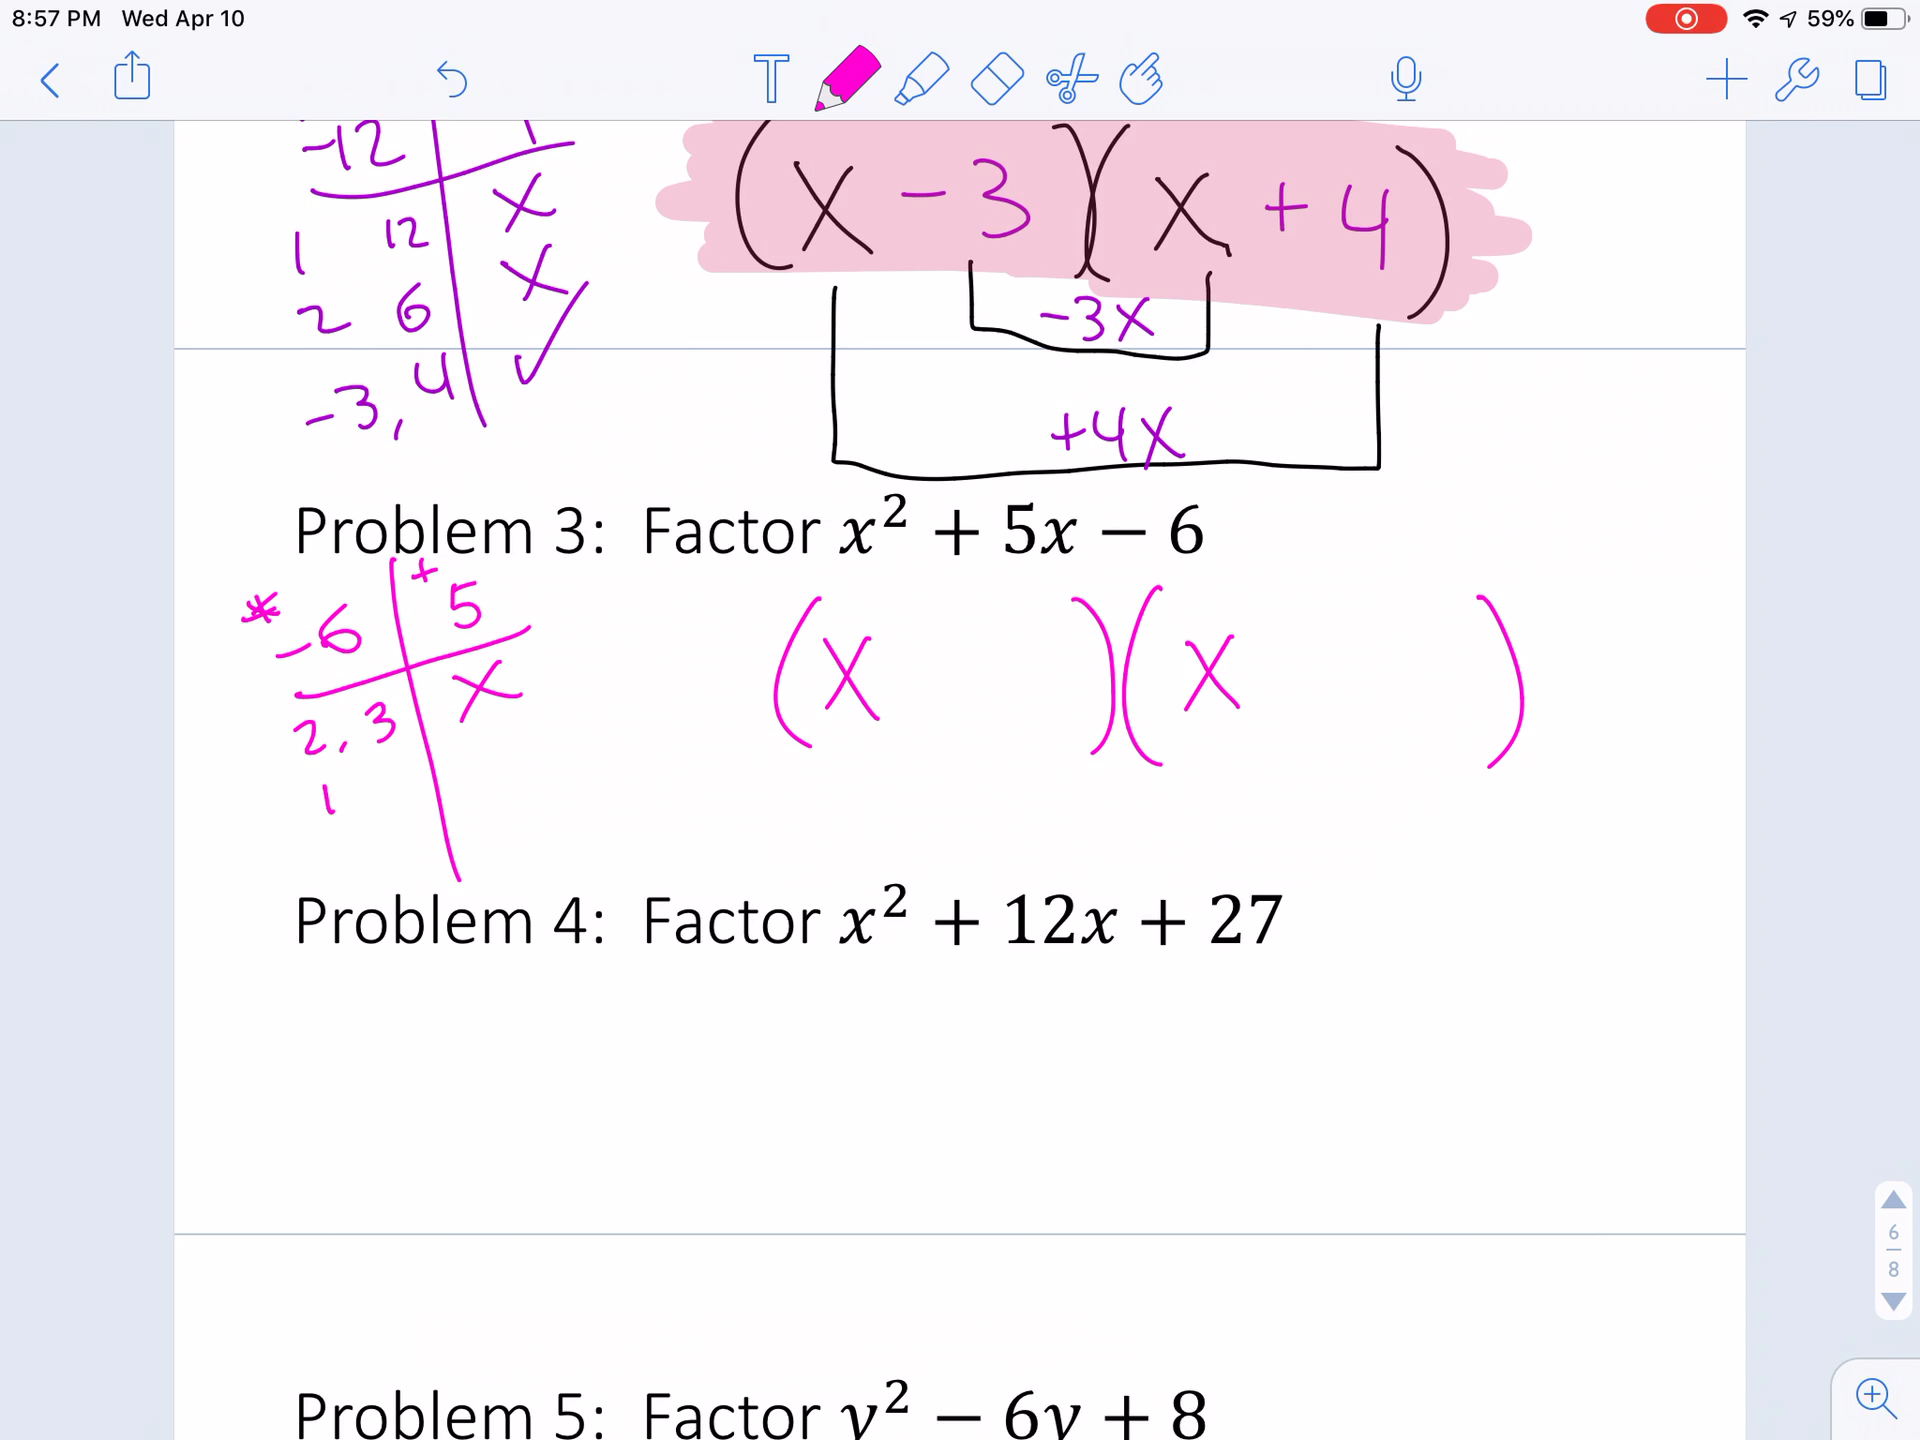 8:57 PM Wed Apr 10 59%
T
-12 1
(x - 3)(x + 4)
1 12 x
2 6 x
-3x
-3, 4 ✓
+4x
Problem 3: Factor x² + 5x − 6
* +
-6 5
(x )(x )
2, 3 x
1
Problem 4: Factor x² + 12x + 27
6
8
Problem 5: Factor y² − 6y + 8